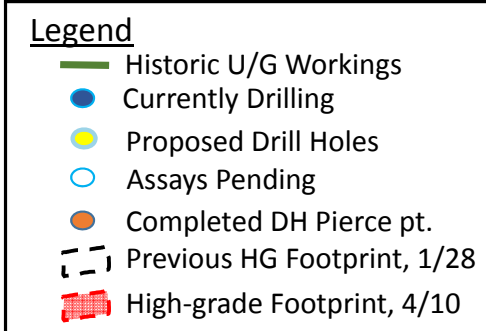 Legend
Historic U/G Workings
Currently Drilling
Proposed Drill Holes
Assays Pending
Completed DH Pierce pt.
Previous HG Footprint, 1/28
High-grade Footprint, 4/10